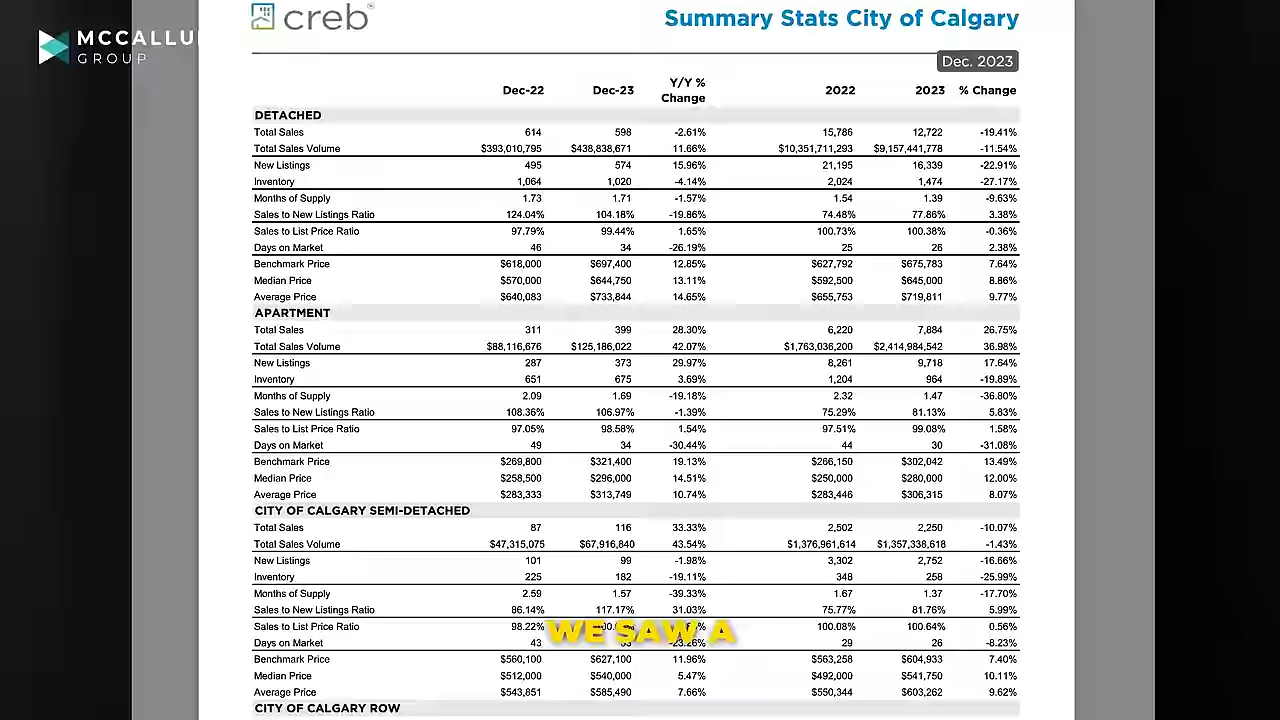 creb®
Summary Stats City of Calgary
MCCALLU
GROUP
Dec. 2023
Dec-22 Dec-23 Y/Y % Change 2022 2023 % Change
DETACHED
Total Sales 614 598 -2.61% 15,786 12,722 -19.41%
Total Sales Volume $393,010,795 $438,838,671 11.66% $10,351,711,293 $9,157,441,778 -11.54%
New Listings 495 574 15.96% 21,195 16,339 -22.91%
Inventory 1,064 1,020 -4.14% 2,024 1,474 -27.17%
Months of Supply 1.73 1.71 -1.57% 1.54 1.39 -9.63%
Sales to New Listings Ratio 124.04% 104.18% -19.86% 74.48% 77.86% 3.38%
Sales to List Price Ratio 97.79% 99.44% 1.65% 100.73% 100.38% -0.36%
Days on Market 46 34 -26.19% 25 26 2.38%
Benchmark Price $618,000 $697,400 12.85% $627,792 $675,783 7.64%
Median Price $570,000 $644,750 13.11% $592,500 $645,000 8.86%
Average Price $640,083 $733,844 14.65% $655,753 $719,811 9.77%
APARTMENT
Total Sales 311 399 28.30% 6,220 7,884 26.75%
Total Sales Volume $88,116,676 $125,186,022 42.07% $1,763,036,200 $2,414,984,542 36.98%
New Listings 287 373 29.97% 8,261 9,718 17.64%
Inventory 651 675 3.69% 1,204 964 -19.89%
Months of Supply 2.09 1.69 -19.18% 2.32 1.47 -36.80%
Sales to New Listings Ratio 108.36% 106.97% -1.39% 75.29% 81.13% 5.83%
Sales to List Price Ratio 97.05% 98.58% 1.54% 97.51% 99.08% 1.58%
Days on Market 49 34 -30.44% 44 30 -31.08%
Benchmark Price $269,800 $321,400 19.13% $266,150 $302,042 13.49%
Median Price $258,500 $296,000 14.51% $250,000 $280,000 12.00%
Average Price $283,333 $313,749 10.74% $283,446 $306,315 8.07%
CITY OF CALGARY SEMI-DETACHED
Total Sales 87 116 33.33% 2,502 2,250 -10.07%
Total Sales Volume $47,315,075 $67,916,840 43.54% $1,376,961,614 $1,357,338,618 -1.43%
New Listings 101 99 -1.98% 3,302 2,752 -16.66%
Inventory 225 182 -19.11% 348 258 -25.99%
Months of Supply 2.59 1.57 -39.33% 1.67 1.37 -17.70%
Sales to New Listings Ratio 86.14% 117.17% 31.03% 75.77% 81.76% 5.99%
Sales to List Price Ratio 98.22% 100.08% 100.64% 0.56%
WE SAW A
Days on Market 43 -23.26% 29 26 -8.23%
Benchmark Price $560,100 $627,100 11.96% $563,258 $604,933 7.40%
Median Price $512,000 $540,000 5.47% $492,000 $541,750 10.11%
Average Price $543,851 $585,490 7.66% $550,344 $603,262 9.62%
CITY OF CALGARY ROW